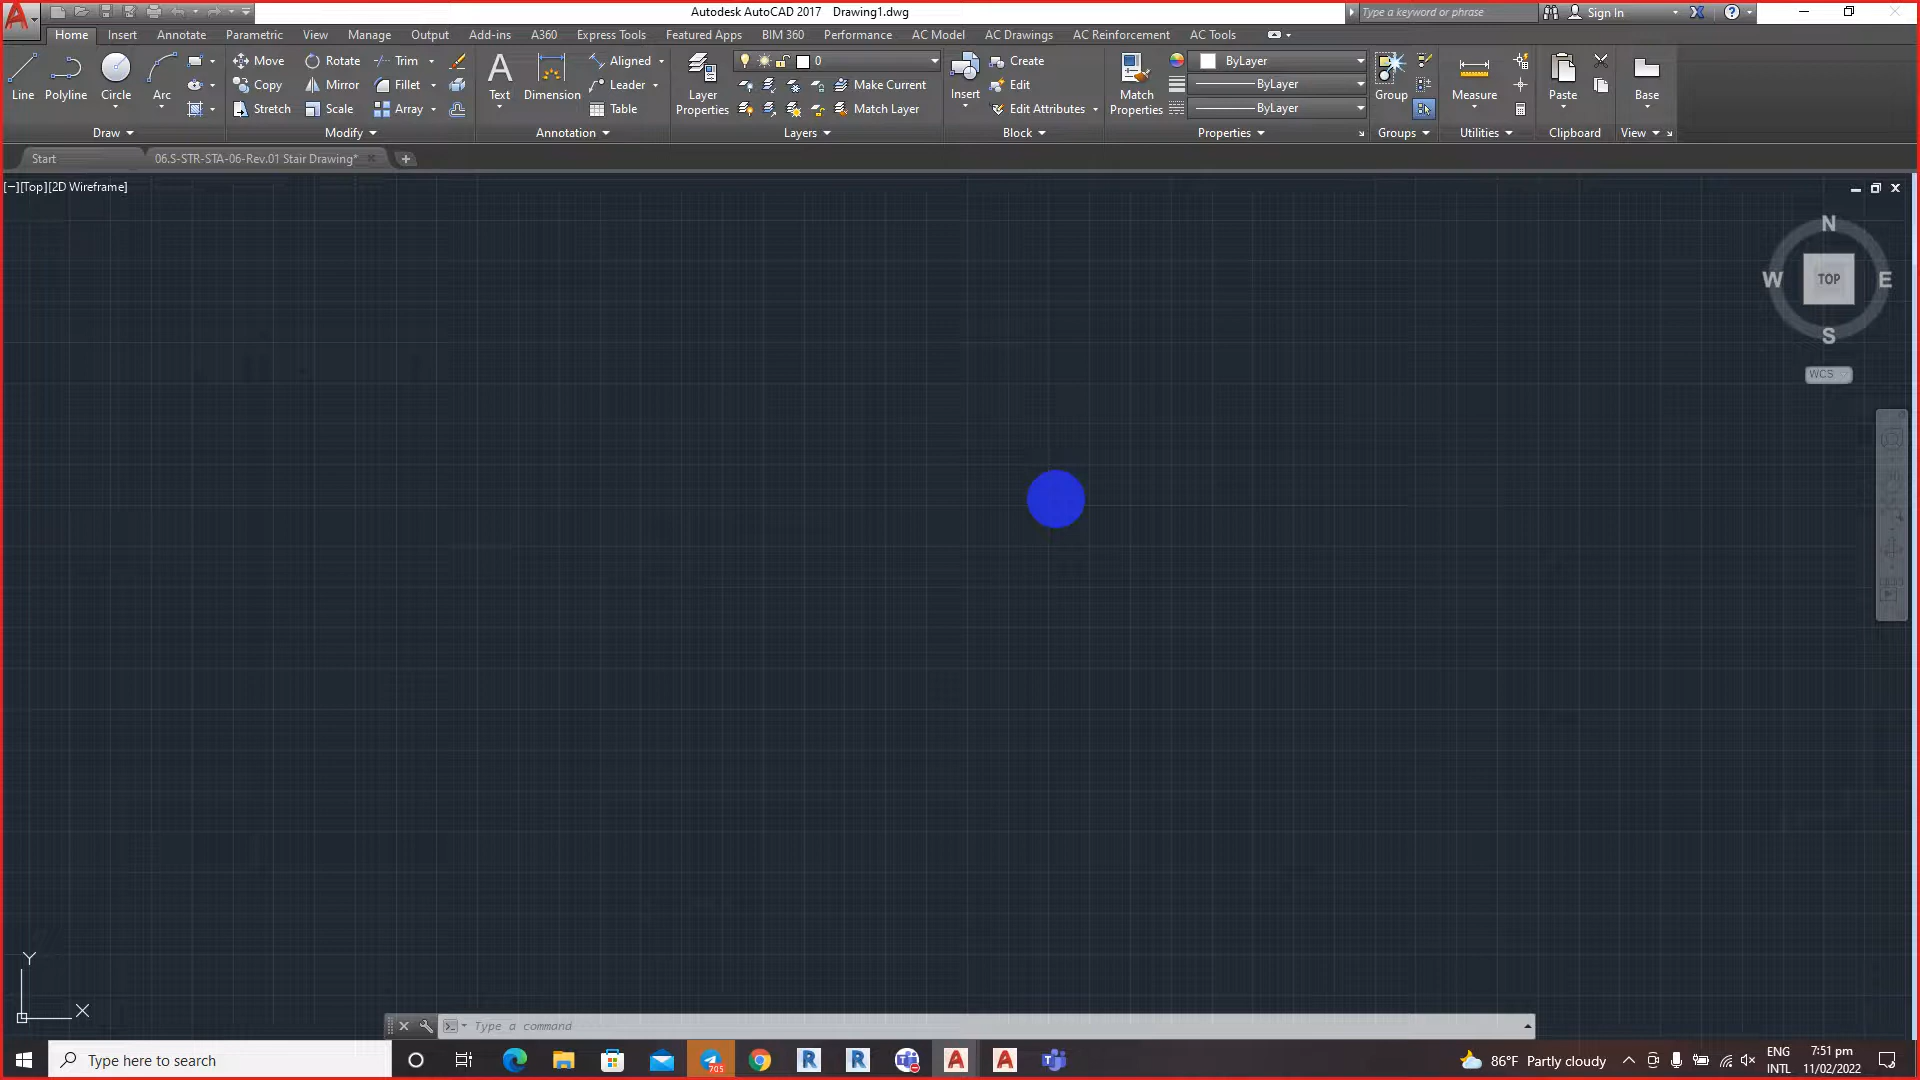 Autodesk AutoCAD 2017 Drawing1.dwg
Type a keyword or phrase
Sign In
Home Insert Annotate Parametric View Manage Output Add-ins A360 Express Tools Featured Apps BIM 360 Performance AC Model AC Drawings AC Reinforcement AC Tools
Line Polyline Circle Arc
Draw
Move Rotate Trim
Copy Mirror Fillet
Stretch Scale Array
Modify
Text Dimension
Aligned
Leader
Table
Annotation
Layer Properties
0
Make Current
Match Layer
Layers
Insert
Create
Edit
Edit Attributes
Block
Match Properties
ByLayer
ByLayer
ByLayer
Properties
Group
Groups
Measure
Utilities
Paste
Clipboard
Base
View
Start
06.S-STR-STA-06-Rev.01 Stair Drawing*
[−][Top][2D Wireframe]
N
W TOP E
S
WCS
Y
X
Type a command
Type here to search
705
86°F Partly cloudy
ENG
INTL
7:51 pm
11/02/2022